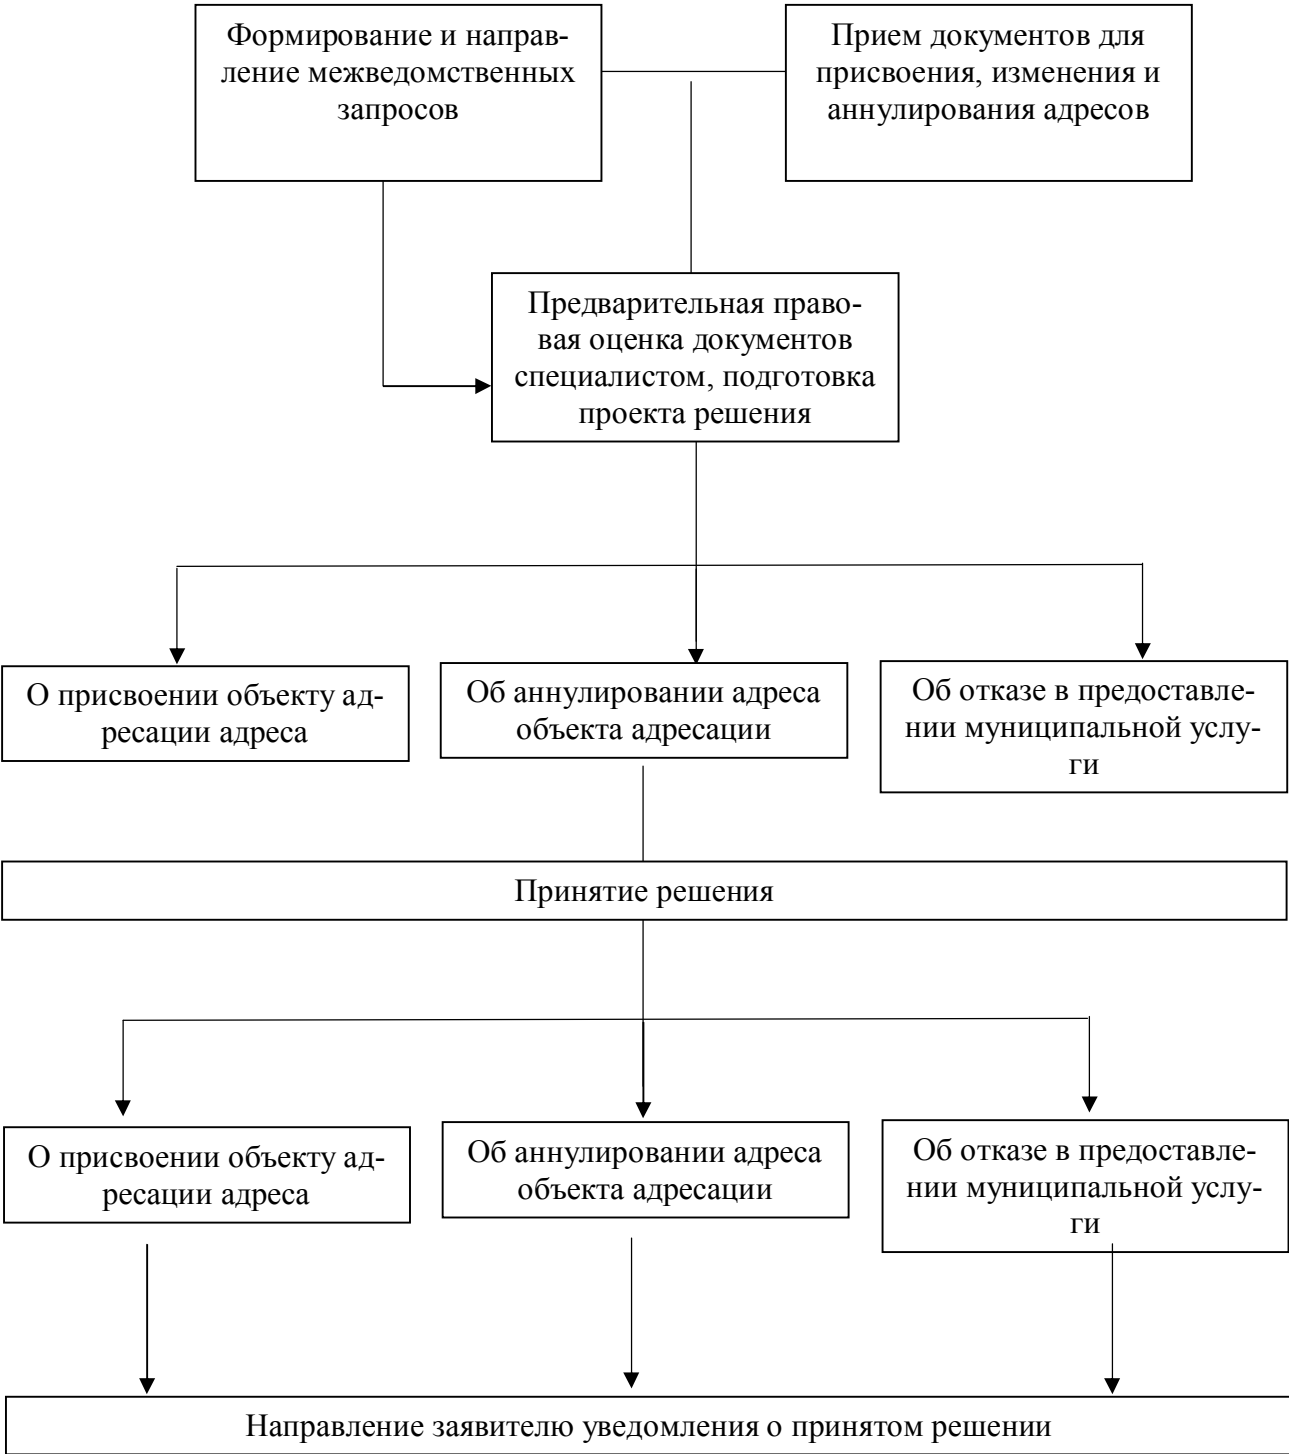 Формирование и направ-
ление межведомственных
запросов
Прием документов для
присвоения, изменения и
аннулирования адресов
Предварительная право-
вая оценка документов
специалистом, подготовка
проекта решения
О присвоении объекту ад-
ресации адреса
Об аннулировании адреса
объекта адресации
Об отказе в предоставле-
нии муниципальной услу-
ги
Принятие решения
О присвоении объекту ад-
ресации адреса
Об аннулировании адреса
объекта адресации
Об отказе в предоставле-
нии муниципальной услу-
ги
Направление заявителю уведомления о принятом решении